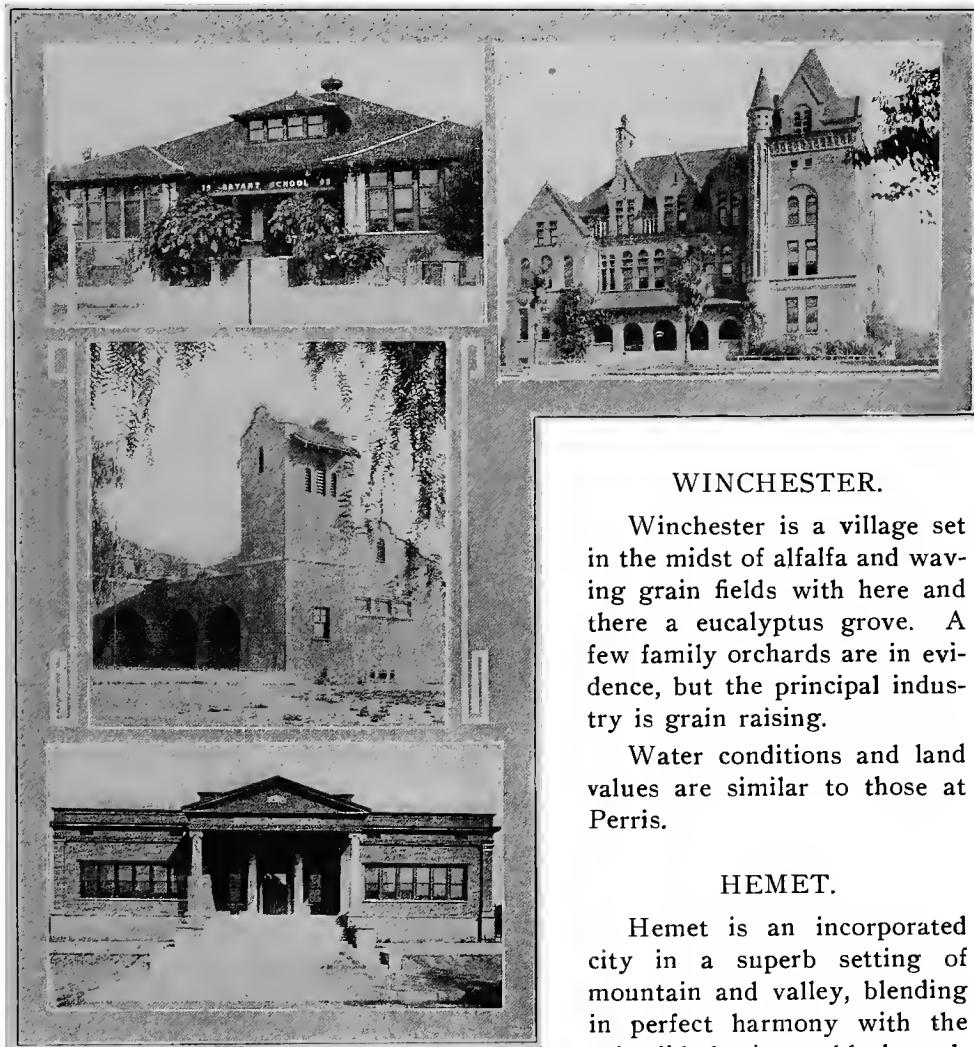 BRYANT SCHOOL
WINCHESTER.
Winchester is a village set
in the midst of alfalfa and wav-
ing grain fields with here and
there a eucalyptus grove. A
few family orchards are in evi-
dence, but the principal indus-
try is grain raising.
Water conditions and land
values are similar to those at
Perris.
HEMET.
Hemet is an incorporated
city in a superb setting of
mountain and valley, blending
in perfect harmony with the